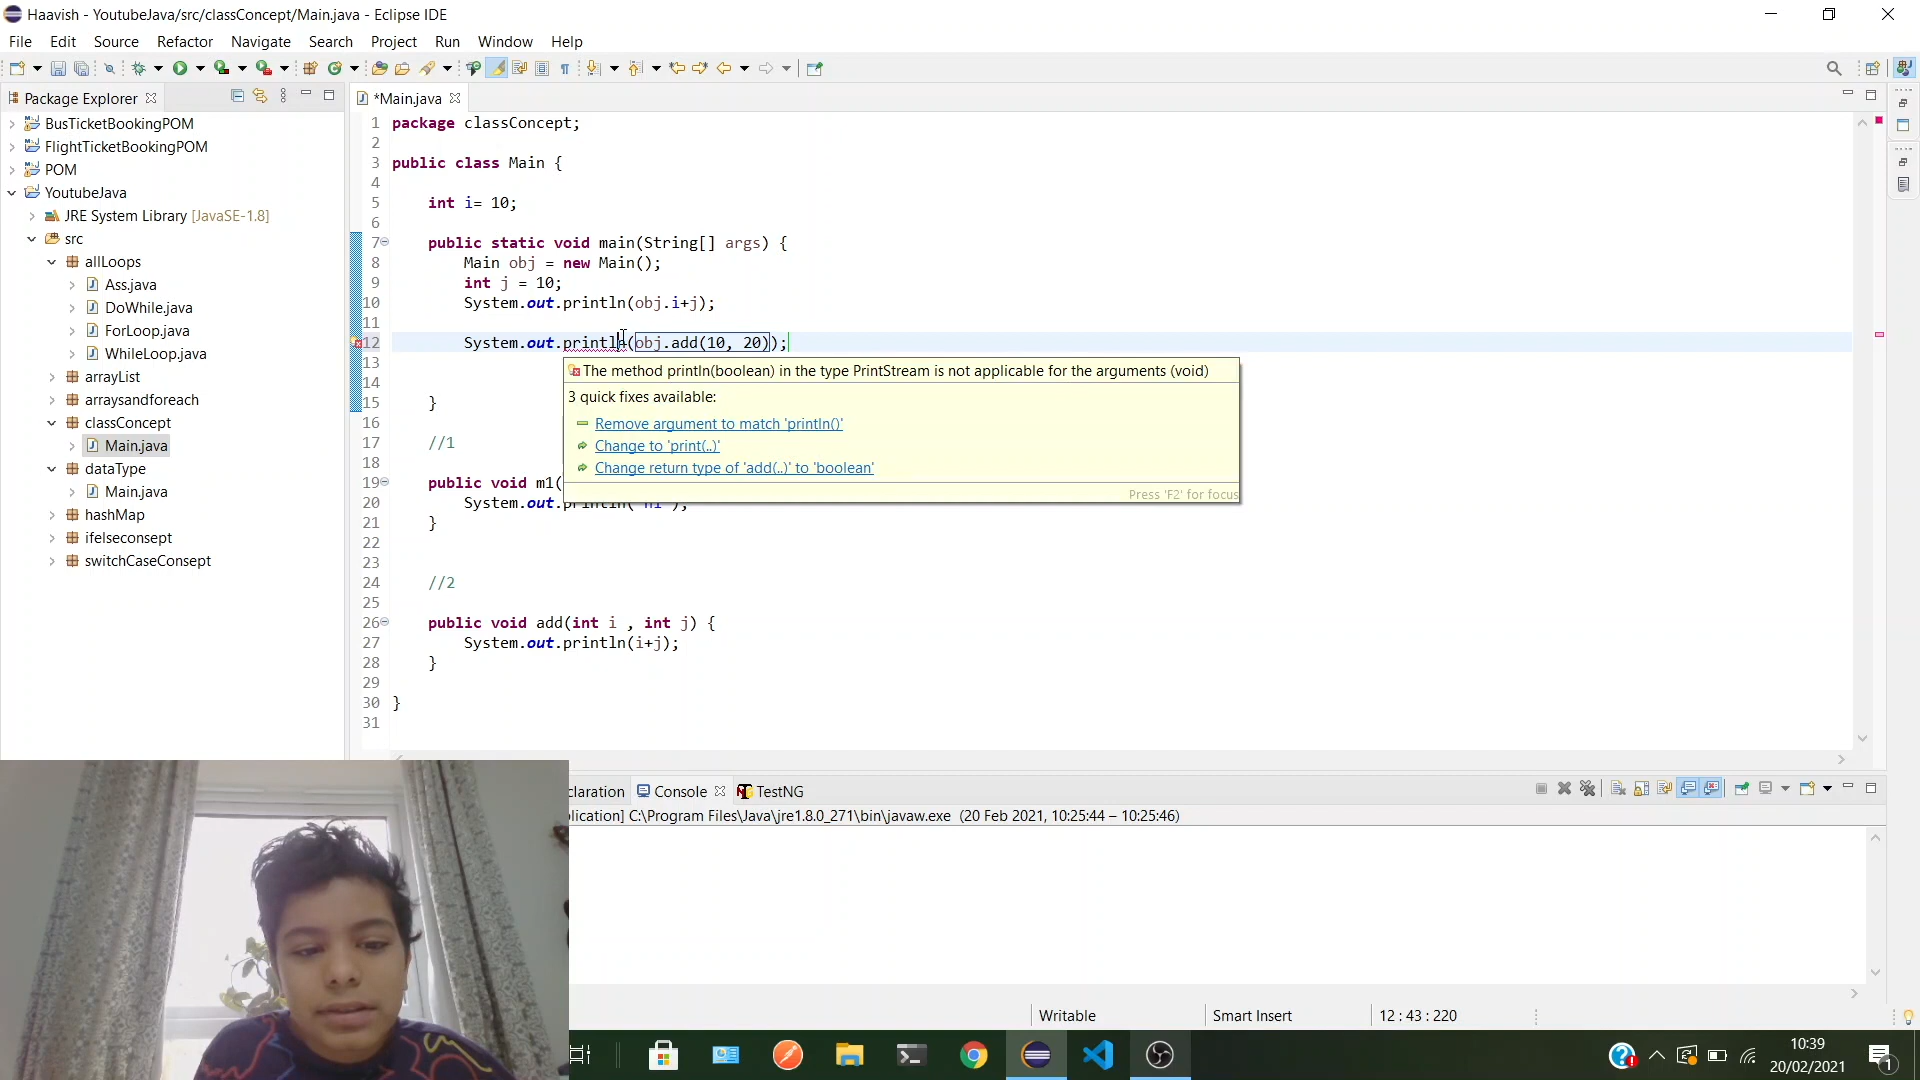 Haavish - YoutubeJava/src/classConcept/Main.java - Eclipse IDE
File Edit Source Refactor Navigate Search Project Run Window Help
Package Explorer
*Main.java
BusTicketBookingPOM
FlightTicketBookingPOM
POM
YoutubeJava
JRE System Library [JavaSE-1.8]
src
allLoops
Ass.java
DoWhile.java
ForLoop.java
WhileLoop.java
arrayList
arraysandforeach
classConcept
Main.java
dataType
Main.java
hashMap
ifelseconsept
switchCaseConsept
1 package classConcept;
2
3 public class Main {
4
5 int i= 10;
6
7 public static void main(String[] args) {
8 Main obj = new Main();
9 int j = 10;
10 System.out.println(obj.i+j);
11
12 System.out.println(obj.add(10, 20));
13
14
15 }
16
17 //1
18
19 public void m1(
20 System.out.println("hi");
21 }
22
23
24 //2
25
26 public void add(int i , int j) {
27 System.out.println(i+j);
28 }
29
30 }
31
The method println(boolean) in the type PrintStream is not applicable for the arguments (void)
3 quick fixes available:
Remove argument to match 'println()'
Change to 'print(..)'
Change return type of 'add(..)' to 'boolean'
Press 'F2' for focus
claration Console TestNG
lication] C:\Program Files\Java\jre1.8.0_271\bin\javaw.exe (20 Feb 2021, 10:25:44 – 10:25:46)
Writable Smart Insert 12 : 43 : 220
10:39
20/02/2021
1